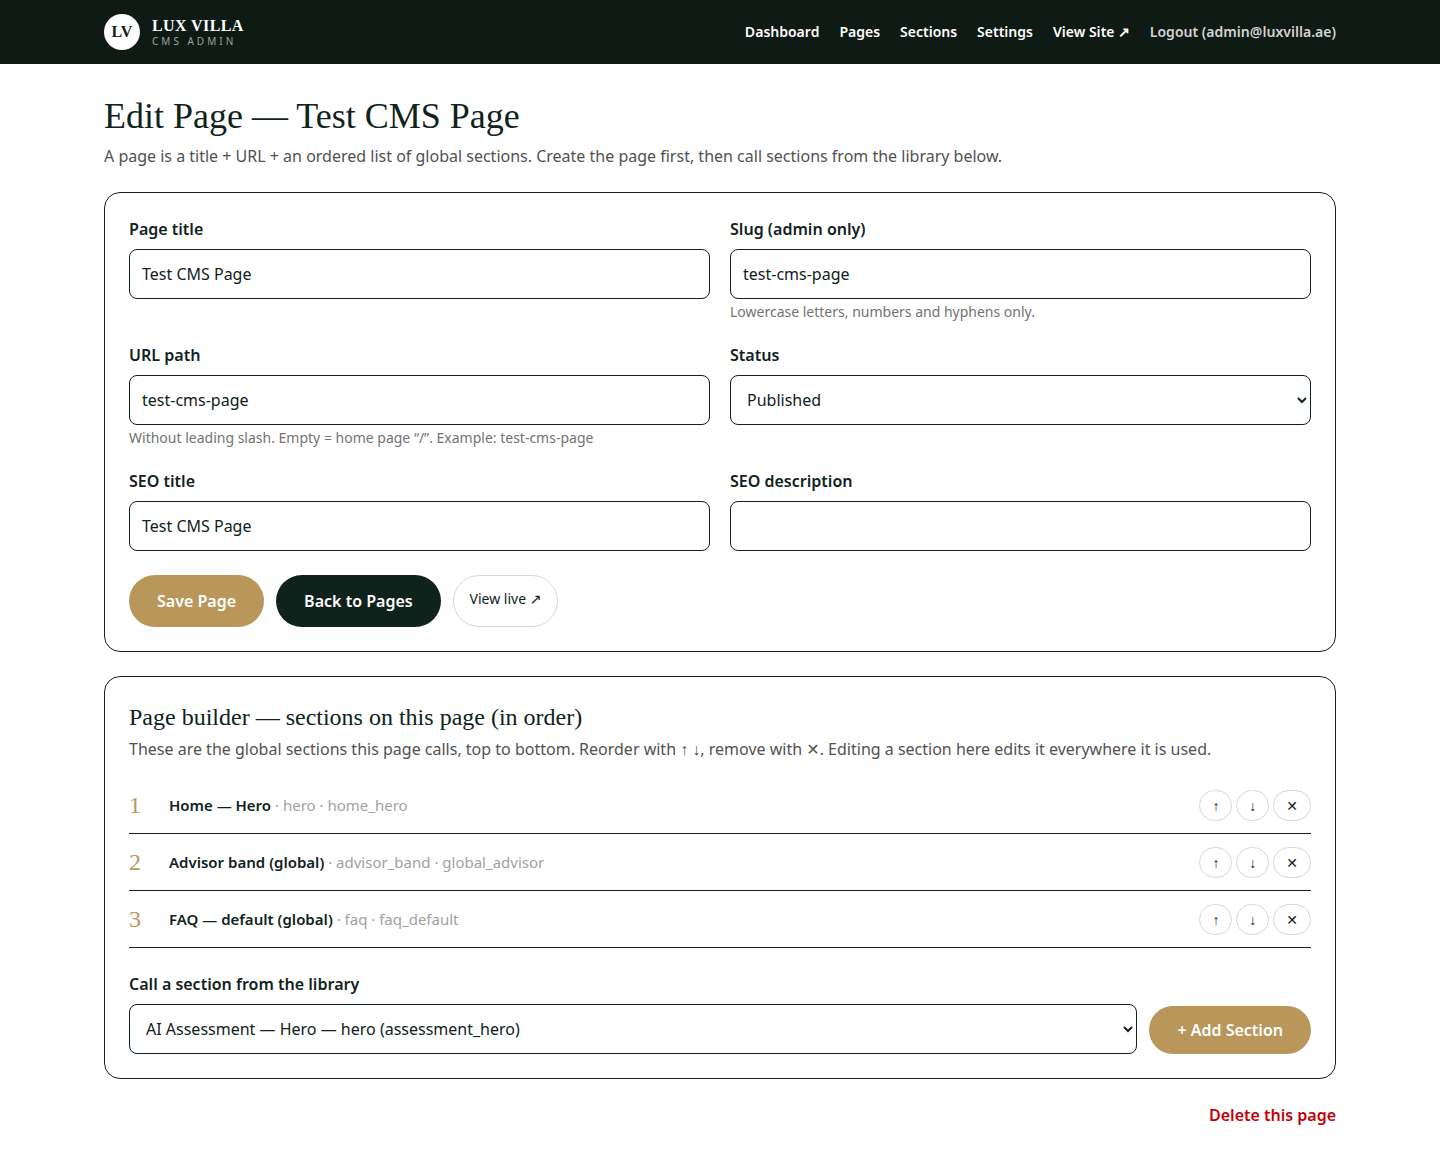 LV
LUX VILLA
CMS ADMIN
Dashboard Pages Sections Settings View Site ↗ Logout (admin@luxvilla.ae)
Edit Page — Test CMS Page
A page is a title + URL + an ordered list of global sections. Create the page first, then call sections from the library below.
Page title
Test CMS Page
Slug (admin only)
test-cms-page
Lowercase letters, numbers and hyphens only.
URL path
test-cms-page
Without leading slash. Empty = home page “/”. Example: test-cms-page
Status
Published
SEO title
Test CMS Page
SEO description
Save Page Back to Pages View live ↗
Page builder — sections on this page (in order)
These are the global sections this page calls, top to bottom. Reorder with ↑ ↓, remove with ✕. Editing a section here edits it everywhere it is used.
1 Home — Hero · hero · home_hero ↑ ↓ ✕
2 Advisor band (global) · advisor_band · global_advisor ↑ ↓ ✕
3 FAQ — default (global) · faq · faq_default ↑ ↓ ✕
Call a section from the library
AI Assessment — Hero — hero (assessment_hero) + Add Section
Delete this page